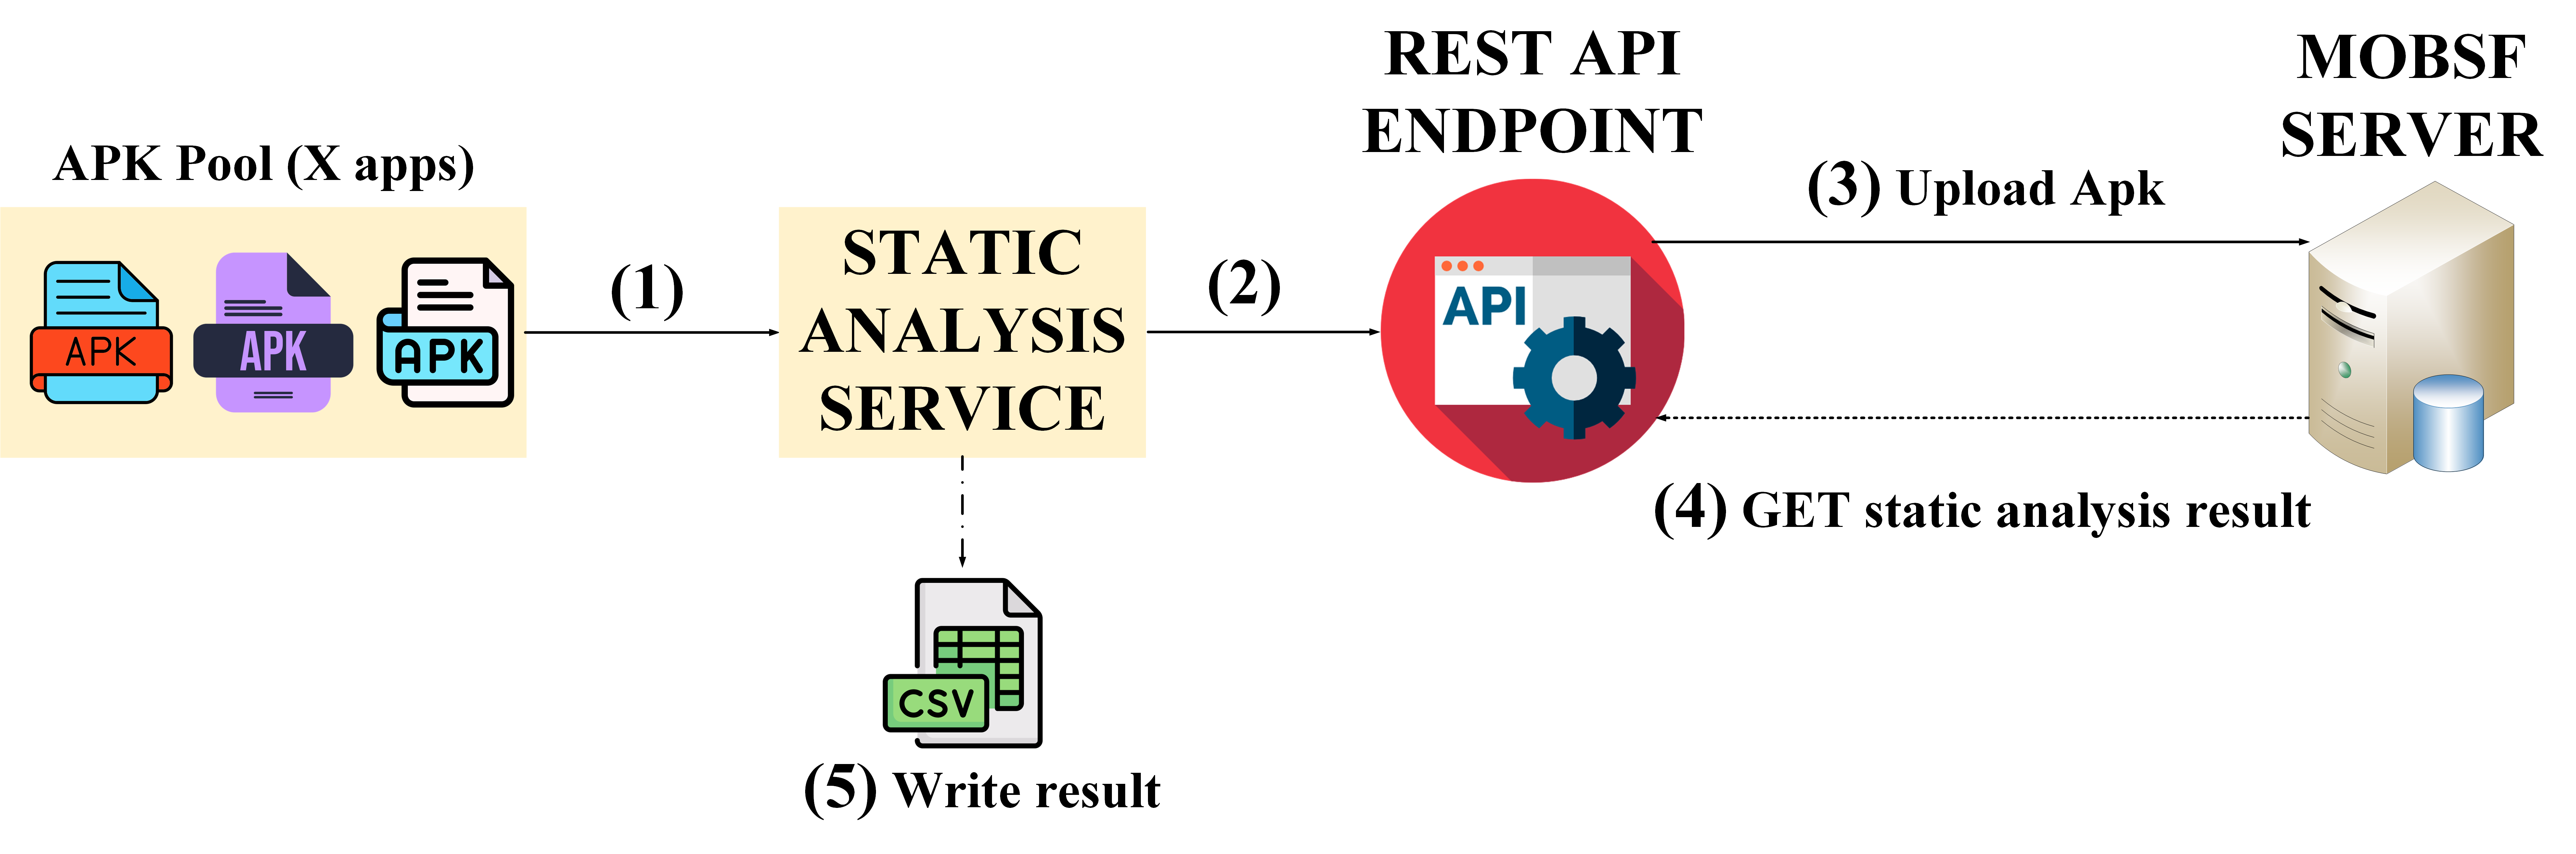 APK Pool (X apps)
APK
APK
APK
(1)
STATIC
ANALYSIS
SERVICE
(2)
REST API
ENDPOINT
API
(3) Upload Apk
MOBSF
SERVER
(4) GET static analysis result
CSV
(5) Write result